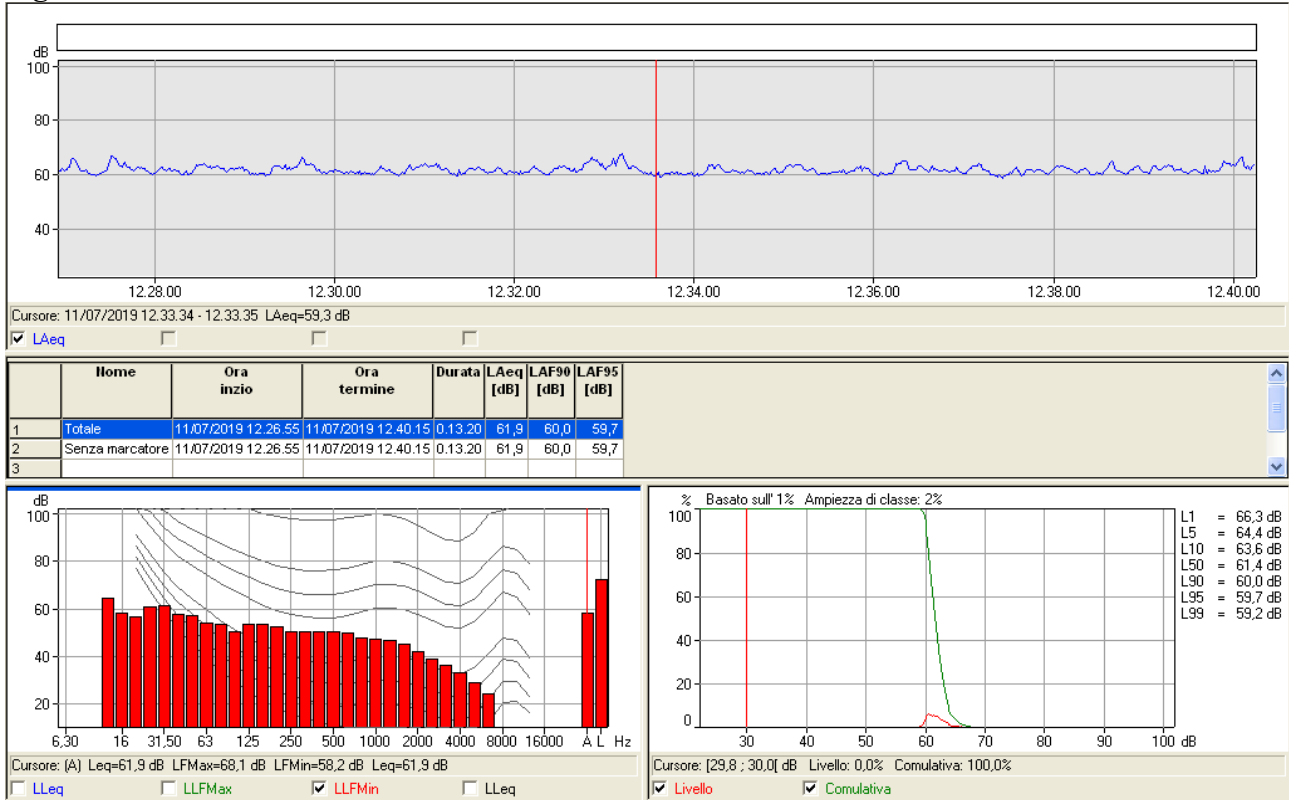 dB
100
80
60
40
12.28.00 12.30.00 12.32.00 12.34.00 12.36.00 12.38.00 12.40.00
Cursore: 11/07/2019 12.33.34 - 12.33.35 LAeq=59,3 dB
LAeq
Nome Ora inzio Ora termine Durata LAeq [dB] LAF90 [dB] LAF95 [dB]
1 Totale 11/07/2019 12.26.55 11/07/2019 12.40.15 0.13.20 61,9 60,0 59,7
2 Senza marcatore 11/07/2019 12.26.55 11/07/2019 12.40.15 0.13.20 61,9 60,0 59,7
3
dB
100
80
60
40
20
6,30 16 31,50 63 125 250 500 1000 2000 4000 8000 16000 A L Hz
Cursore: (A) Leq=61,9 dB LFMax=68,1 dB LFMin=58,2 dB Leq=61,9 dB
LLeq LLFMax LLFMin LLeq
% Basato sull' 1% Ampiezza di classe: 2%
100
80
60
40
20
0
30 40 50 60 70 80 90 100 dB
L1 = 66,3 dB
L5 = 64,4 dB
L10 = 63,6 dB
L50 = 61,4 dB
L90 = 60,0 dB
L95 = 59,7 dB
L99 = 59,2 dB
Cursore: [29,8 ; 30,0[ dB Livello: 0,0% Comulativa: 100,0%
Livello Comulativa